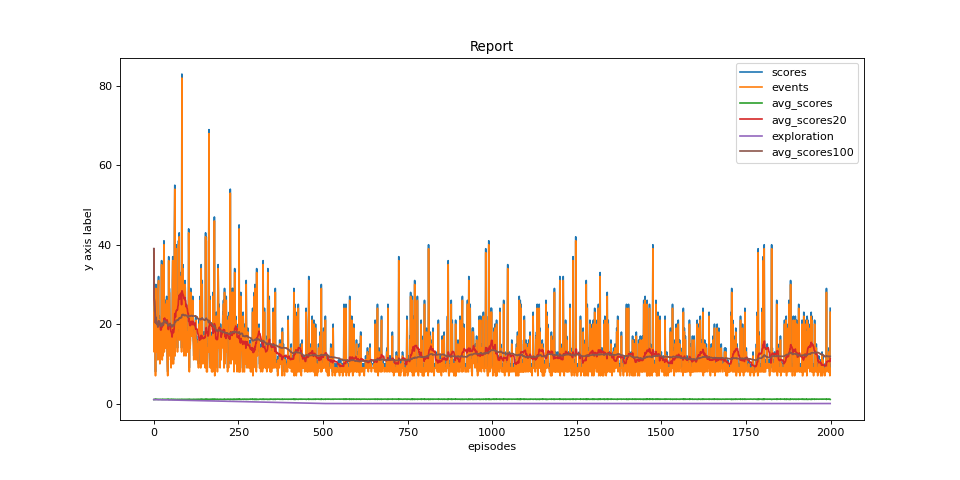 Report
scores
events
avg_scores
avg_scores20
exploration
avg_scores100
y axis label
80
60
40
20
0
0 250 500 750 1000 1250 1500 1750 2000
episodes